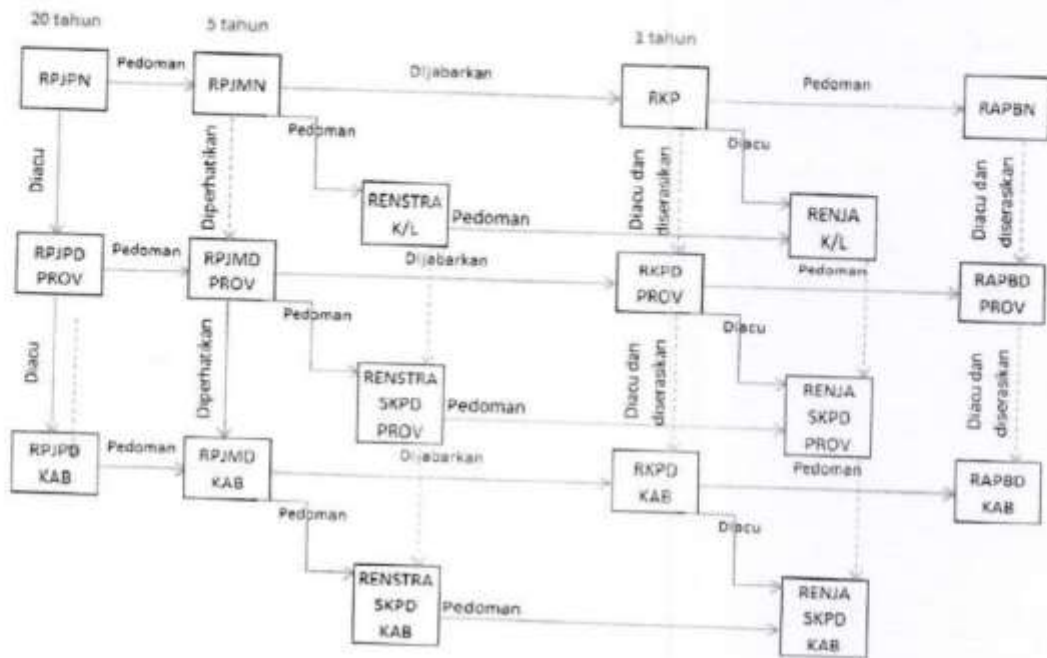 20 tahun
5 tahun
1 tahun
RPJPN
Pedoman
RPJMN
Dijabarkan
RKP
Pedoman
RAPBN
Diacu
Diperhatikan
Pedoman
Diacu dan
diserasikan
Diacu
Diacu dan
diserasikan
RENSTRA
K/L
Pedoman
RENJA
K/L
RPJPD
PROV
Pedoman
RPJMD
PROV
Dijabarkan
RKPD
PROV
Pedoman
RAPBD
PROV
Diacu
Diperhatikan
Pedoman
Diacu dan
diserasikan
Diacu
Diacu dan
diserasikan
RENSTRA
SKPD
PROV
Pedoman
RENJA
SKPD
PROV
RPJPD
KAB
Pedoman
RPJMD
KAB
Dijabarkan
RKPD
KAB
Pedoman
RAPBD
KAB
Pedoman
Diacu
RENSTRA
SKPD
KAB
Pedoman
RENJA
SKPD
KAB